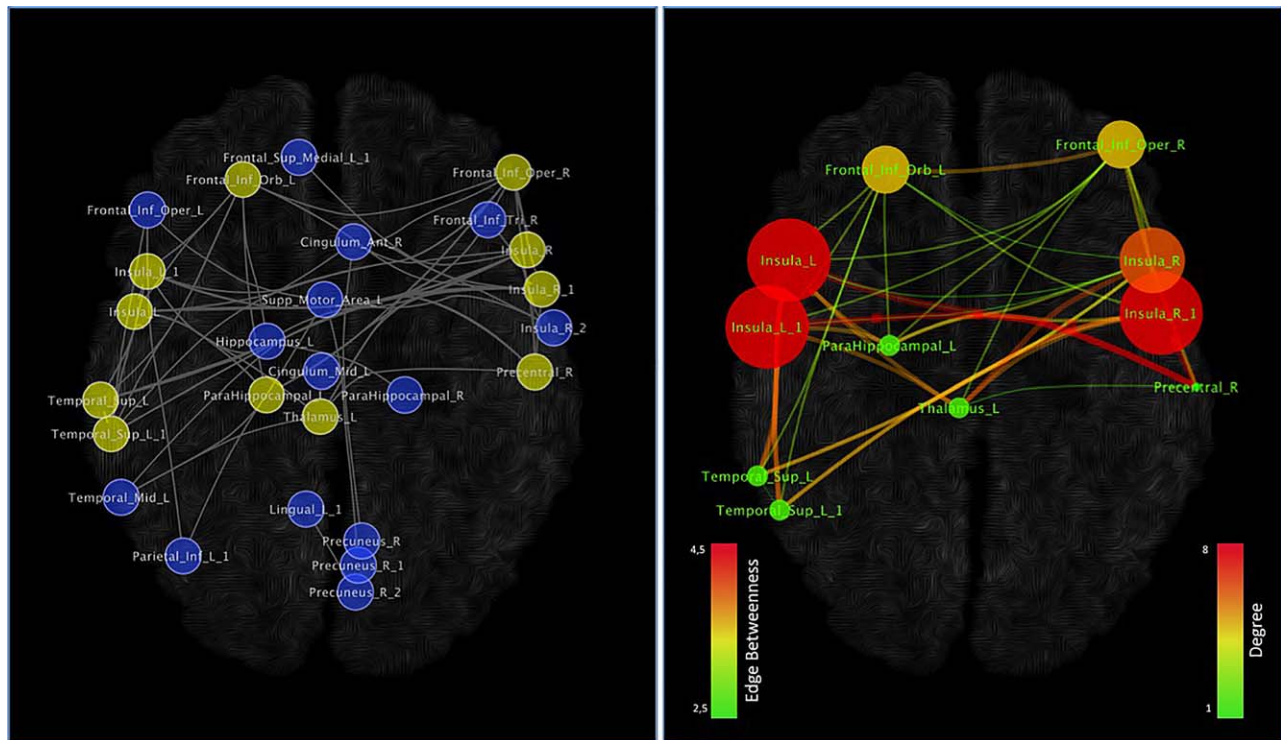 Frontal_Sup_Medial_L_1
Frontal_Inf_Orb_L
Frontal_Inf_Oper_R
Frontal_Inf_Oper_L
Frontal_Inf_Tri_R
Cingulum_Ant_R
Insula_R
Insula_L_1
Insula_R_1
Supp_Motor_Area_L
Insula_L
Insula_R_2
Hippocampus_L
Cingulum_Mid_L
Precentral_R
ParaHippocampal_L
ParaHippocampal_R
Temporal_Sup_L
Thalamus_L
Temporal_Sup_L_1
Temporal_Mid_L
Lingual_L_1
Precuneus_R
Parietal_Inf_L_1
Precuneus_R_1
Precuneus_R_2
Frontal_Inf_Oper_R
Frontal_Inf_Orb_L
Insula_L
Insula_R
Insula_R_1
Insula_L_1
ParaHippocampal_L
Precentral_R
Thalamus_L
Temporal_Sup_L
Temporal_Sup_L_1
4,5
Edge Betweenness
2,5
8
Degree
1